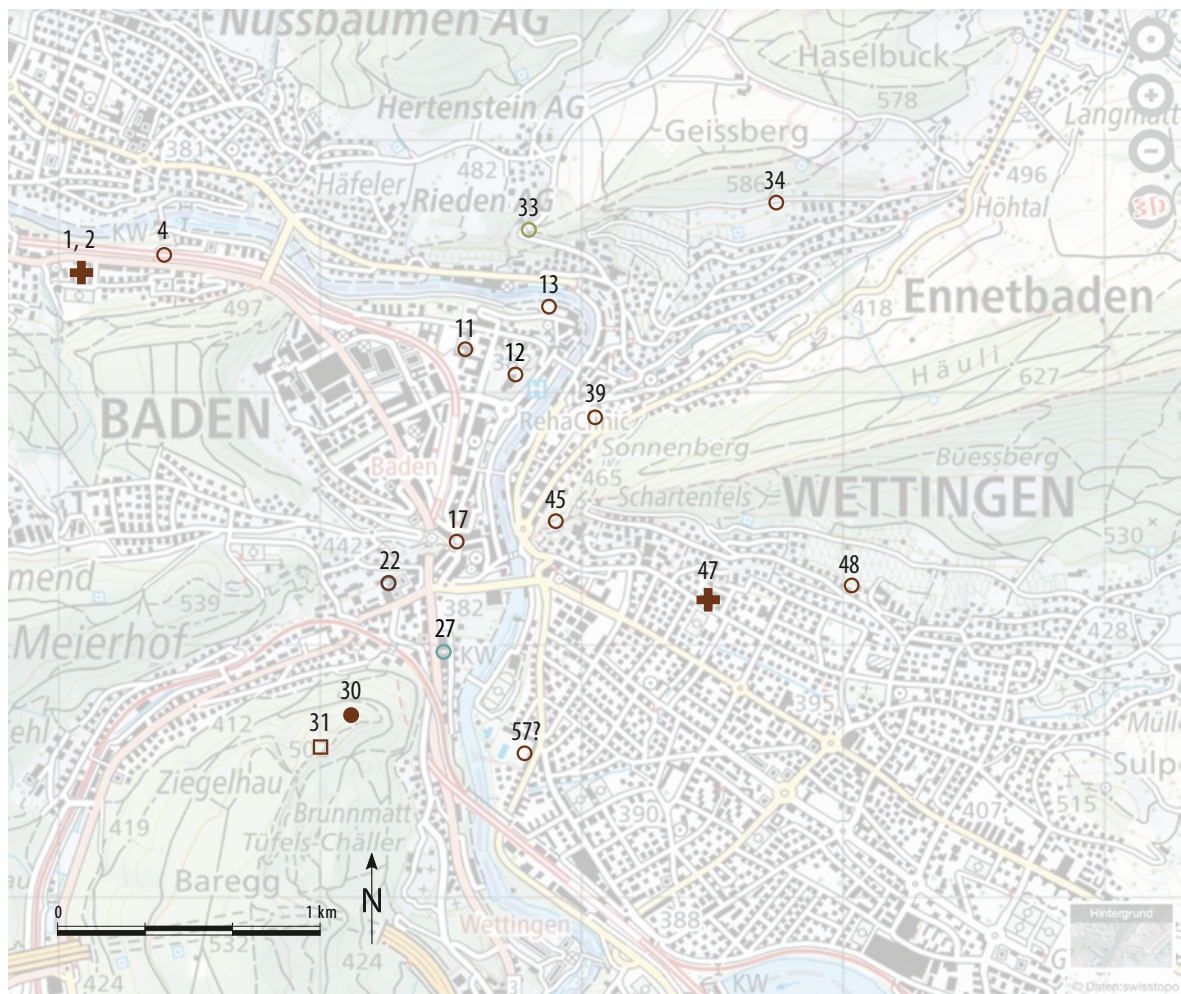 Nussbaumen AG
Haselbuck
578
Hertenstein AG
Geissberg
381
482
496
Häfeler
Rieden AG
34
33
Höhtal
3D
KW
1, 2
4
13
Ennetbaden
497
418
11
12
Häuli
627
39
BADEN
RehaClinic
Sonnenberg
Büessberg
Baden
465
Schartenfels
WETTINGEN
45
17
442
530
22
47
48
mend
539
382
428
Meierhof
27
KW
30
412
31
395
57?
Ziegelhau
Sulp
Brunnmatt
515
390
407
419
Tüfels-Chäller
Baregg
N
0
1 km
388
Hintergrund
Wettingen
532
424
424
KW
G
© Daten:swisstopo